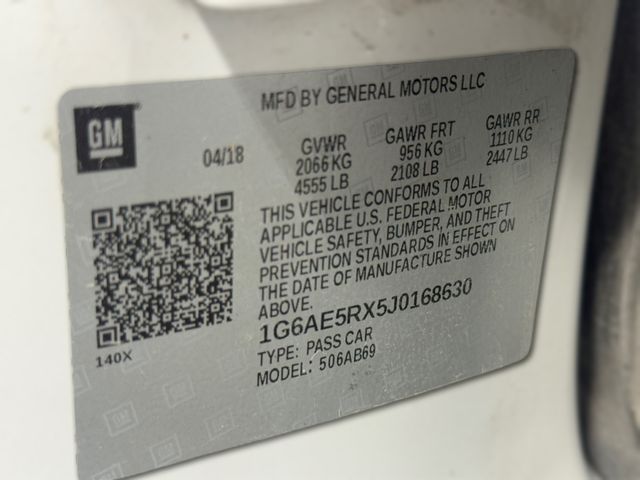 MFD BY GENERAL MOTORS LLC
GM
04/18
GVWR
2066 KG
4555 LB
GAWR FRT
956 KG
2108 LB
GAWR RR
1110 KG
2447 LB
THIS VEHICLE CONFORMS TO ALL
APPLICABLE U.S. FEDERAL MOTOR
VEHICLE SAFETY, BUMPER, AND THEFT
PREVENTION STANDARDS IN EFFECT ON
THE DATE OF MANUFACTURE SHOWN
ABOVE.
1G6AE5RX5J0168630
TYPE: PASS CAR
MODEL: 506AB69
140X